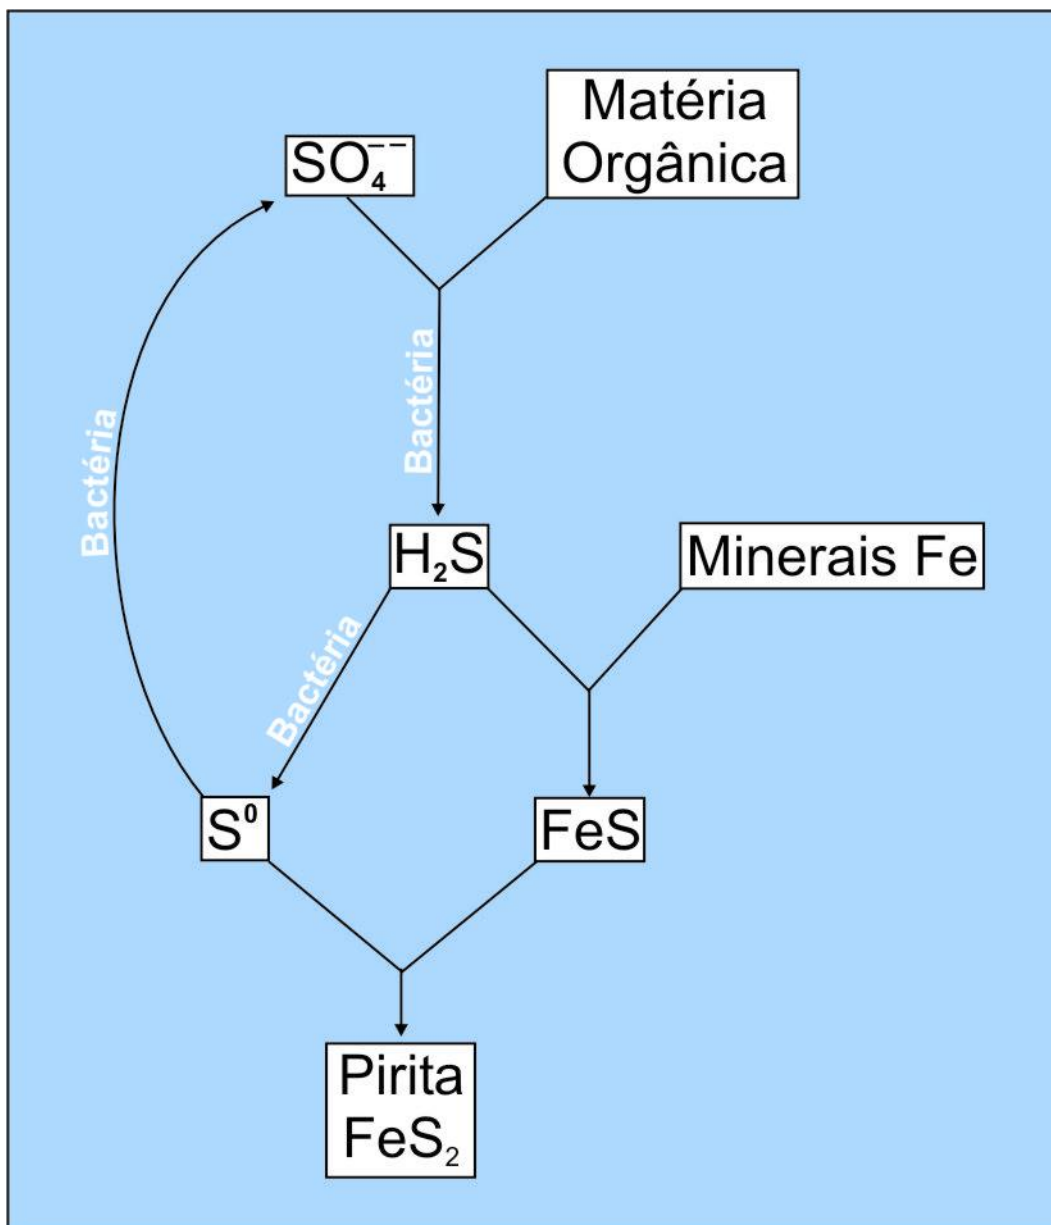 Matéria
Orgânica
SO₄⁻⁻
Bactéria
Bactéria
H₂S
Minerais Fe
Bactéria
S⁰
FeS
Pirita
FeS₂